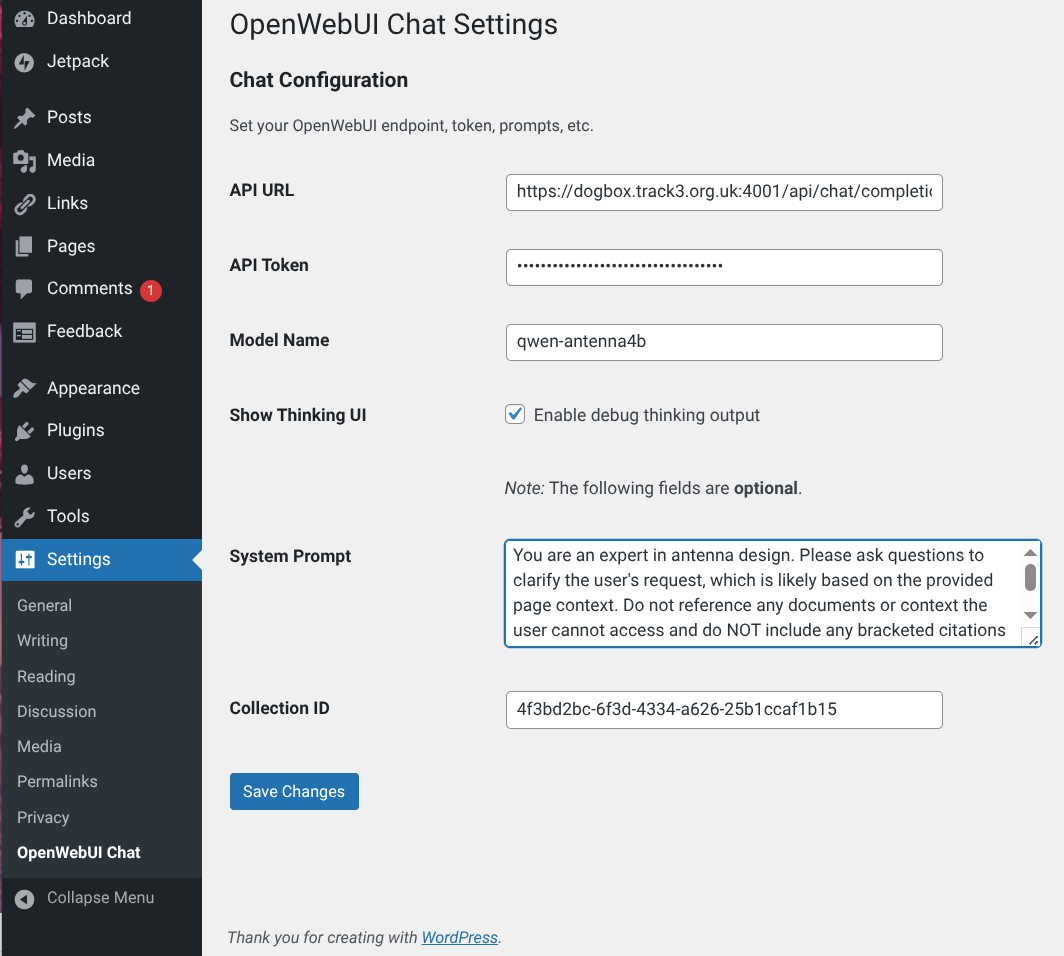 Dashboard
Jetpack
Posts
Media
Links
Pages
Comments 1
Feedback
Appearance
Plugins
Users
Tools
Settings
General
Writing
Reading
Discussion
Media
Permalinks
Privacy
OpenWebUI Chat
Collapse Menu
OpenWebUI Chat Settings
Chat Configuration
Set your OpenWebUI endpoint, token, prompts, etc.
API URL
https://dogbox.track3.org.uk:4001/api/chat/completic
API Token
••••••••••••••••••••••••••••••••••••
Model Name
qwen-antenna4b
Show Thinking UI
Enable debug thinking output
Note: The following fields are optional.
System Prompt
You are an expert in antenna design. Please ask questions to
clarify the user's request, which is likely based on the provided
page context. Do not reference any documents or context the
user cannot access and do NOT include any bracketed citations
Collection ID
4f3bd2bc-6f3d-4334-a626-25b1ccaf1b15
Save Changes
Thank you for creating with WordPress.